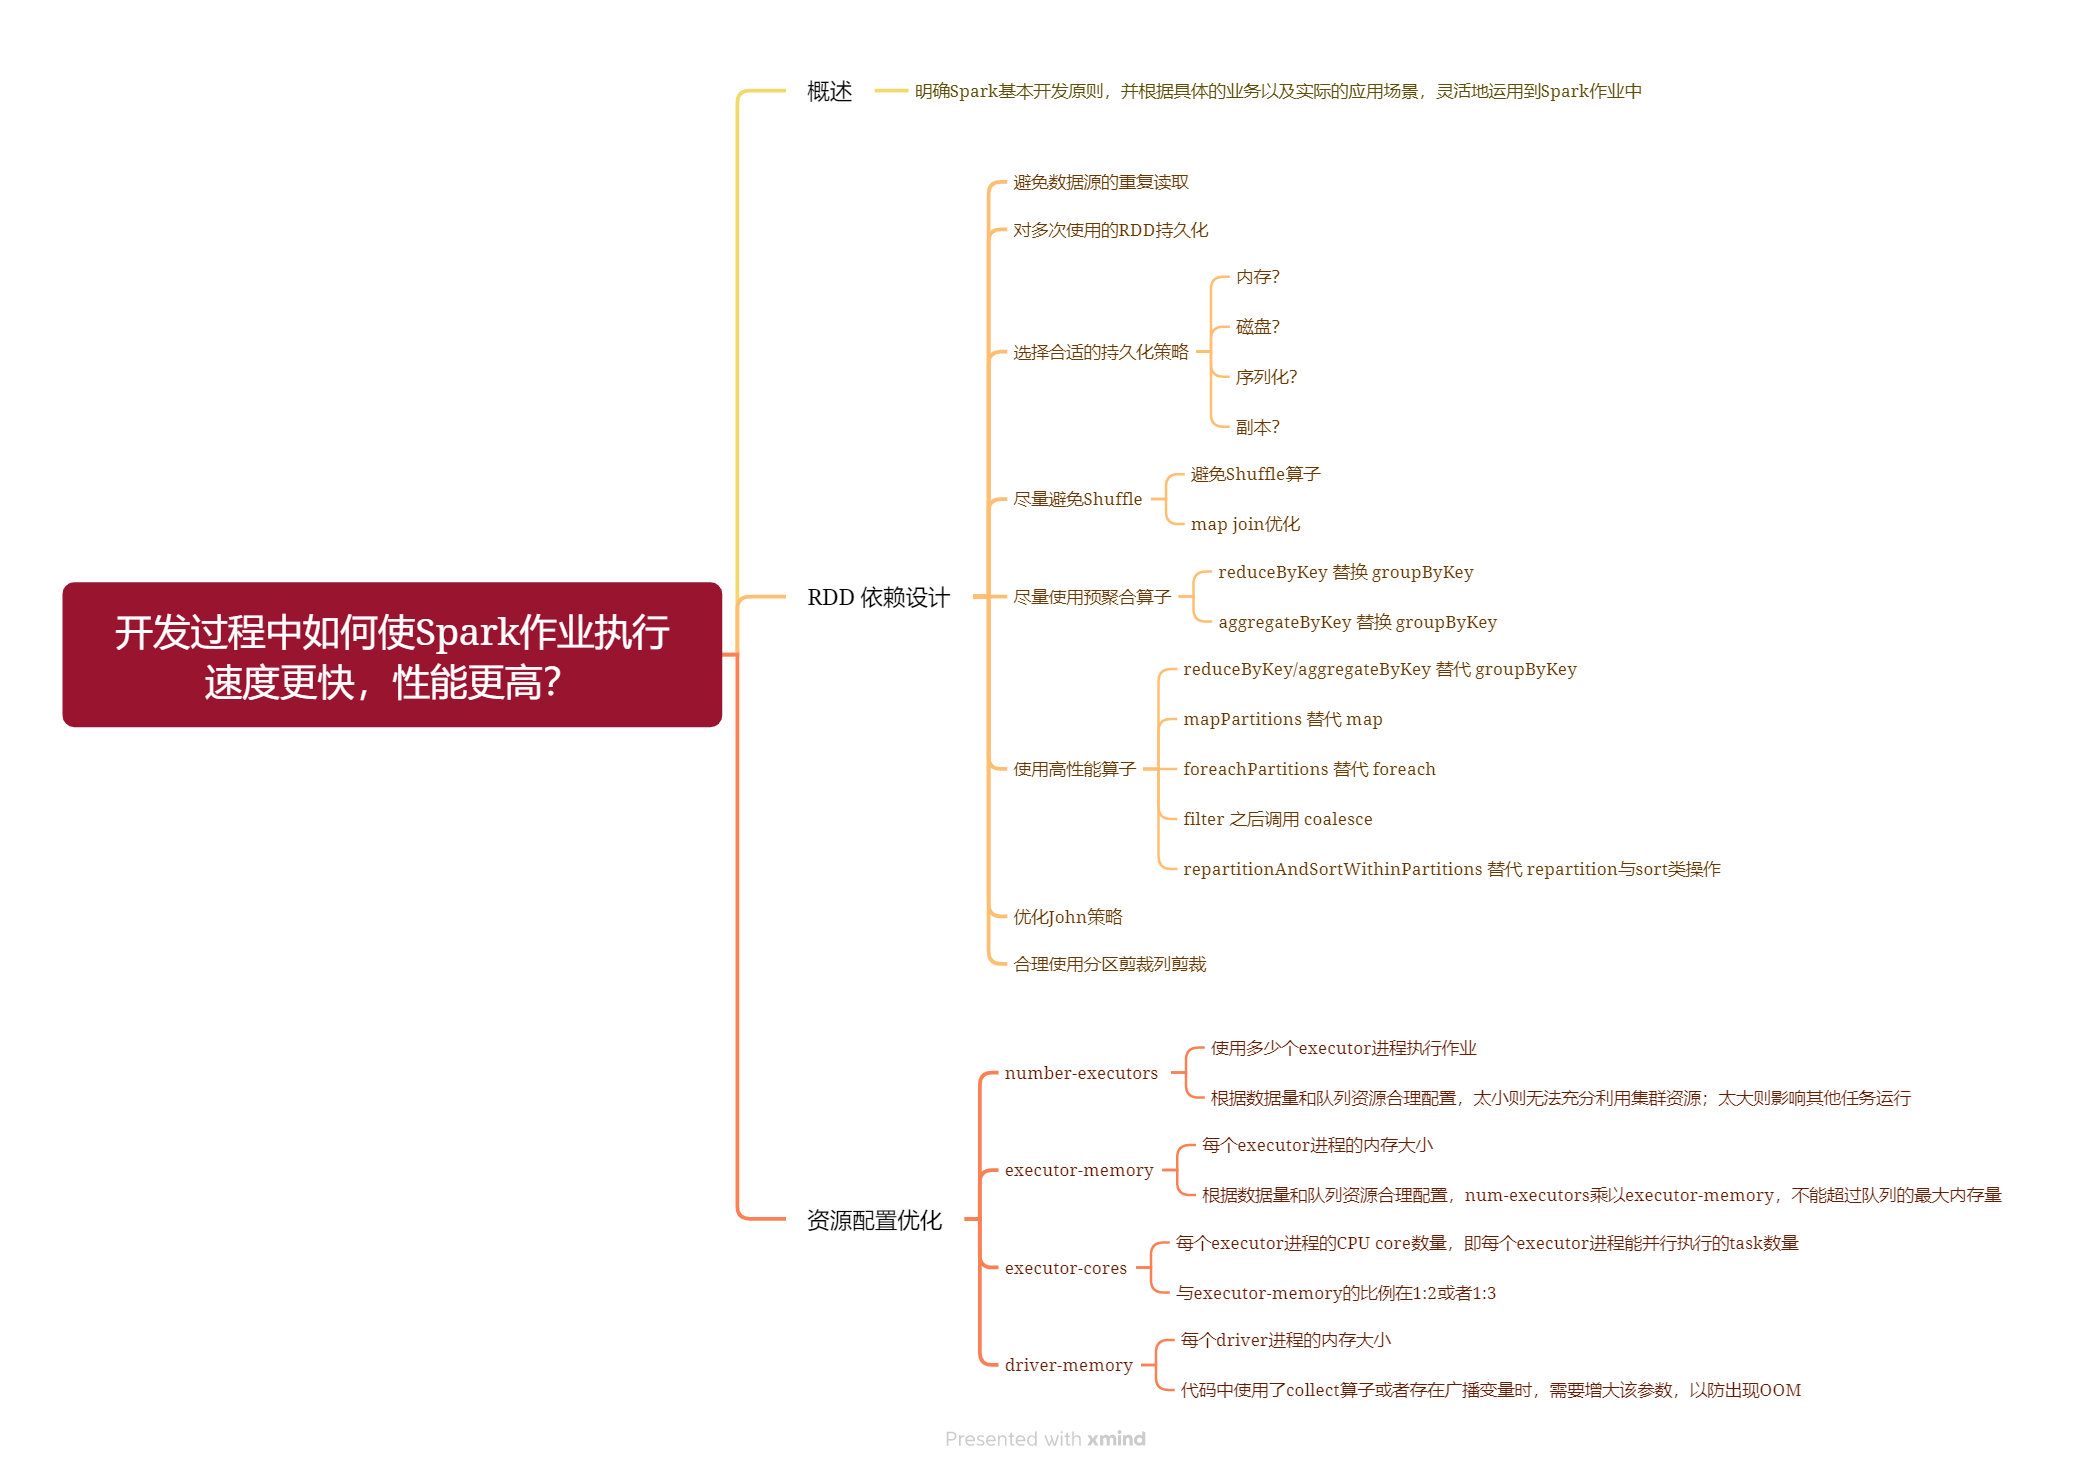 开发过程中如何使Spark作业执行
速度更快，性能更高？
概述
明确Spark基本开发原则，并根据具体的业务以及实际的应用场景，灵活地运用到Spark作业中
RDD 依赖设计
避免数据源的重复读取
对多次使用的RDD持久化
选择合适的持久化策略
内存？
磁盘？
序列化？
副本？
尽量避免Shuffle
避免Shuffle算子
map join优化
尽量使用预聚合算子
reduceByKey 替换 groupByKey
aggregateByKey 替换 groupByKey
使用高性能算子
reduceByKey/aggregateByKey 替代 groupByKey
mapPartitions 替代 map
foreachPartitions 替代 foreach
filter 之后调用 coalesce
repartitionAndSortWithinPartitions 替代 repartition与sort类操作
优化John策略
合理使用分区剪裁列剪裁
资源配置优化
number-executors
使用多少个executor进程执行作业
根据数据量和队列资源合理配置，太小则无法充分利用集群资源；太大则影响其他任务运行
executor-memory
每个executor进程的内存大小
根据数据量和队列资源合理配置，num-executors乘以executor-memory，不能超过队列的最大内存量
executor-cores
每个executor进程的CPU core数量，即每个executor进程能并行执行的task数量
与executor-memory的比例在1:2或者1:3
driver-memory
每个driver进程的内存大小
代码中使用了collect算子或者存在广播变量时，需要增大该参数，以防出现OOM
Presented with xmind